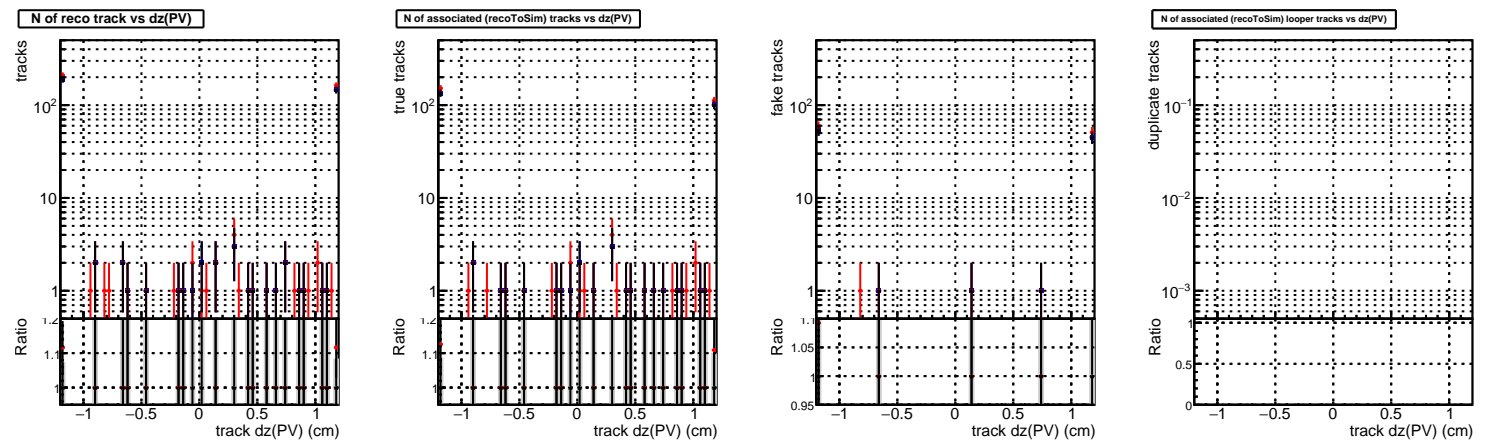 N of reco track vs dz(PV)
tracks
10²
10
1
Ratio
1.2
1.1
1
−1 −0.5 0 0.5 1
track dz(PV) (cm)
N of associated (recoToSim) tracks vs dz(PV)
true tracks
10²
10
1
Ratio
1.2
1.1
1
−1 −0.5 0 0.5 1
track dz(PV) (cm)
fake tracks
10²
10
1
Ratio
1.1
1.05
1
0.95
−1 −0.5 0 0.5 1
track dz(PV) (cm)
N of associated (recoToSim) looper tracks vs dz(PV)
duplicate tracks
10⁻¹
10⁻²
10⁻³
Ratio
1
0.5
0
−1 −0.5 0 0.5 1
track dz(PV) (cm)